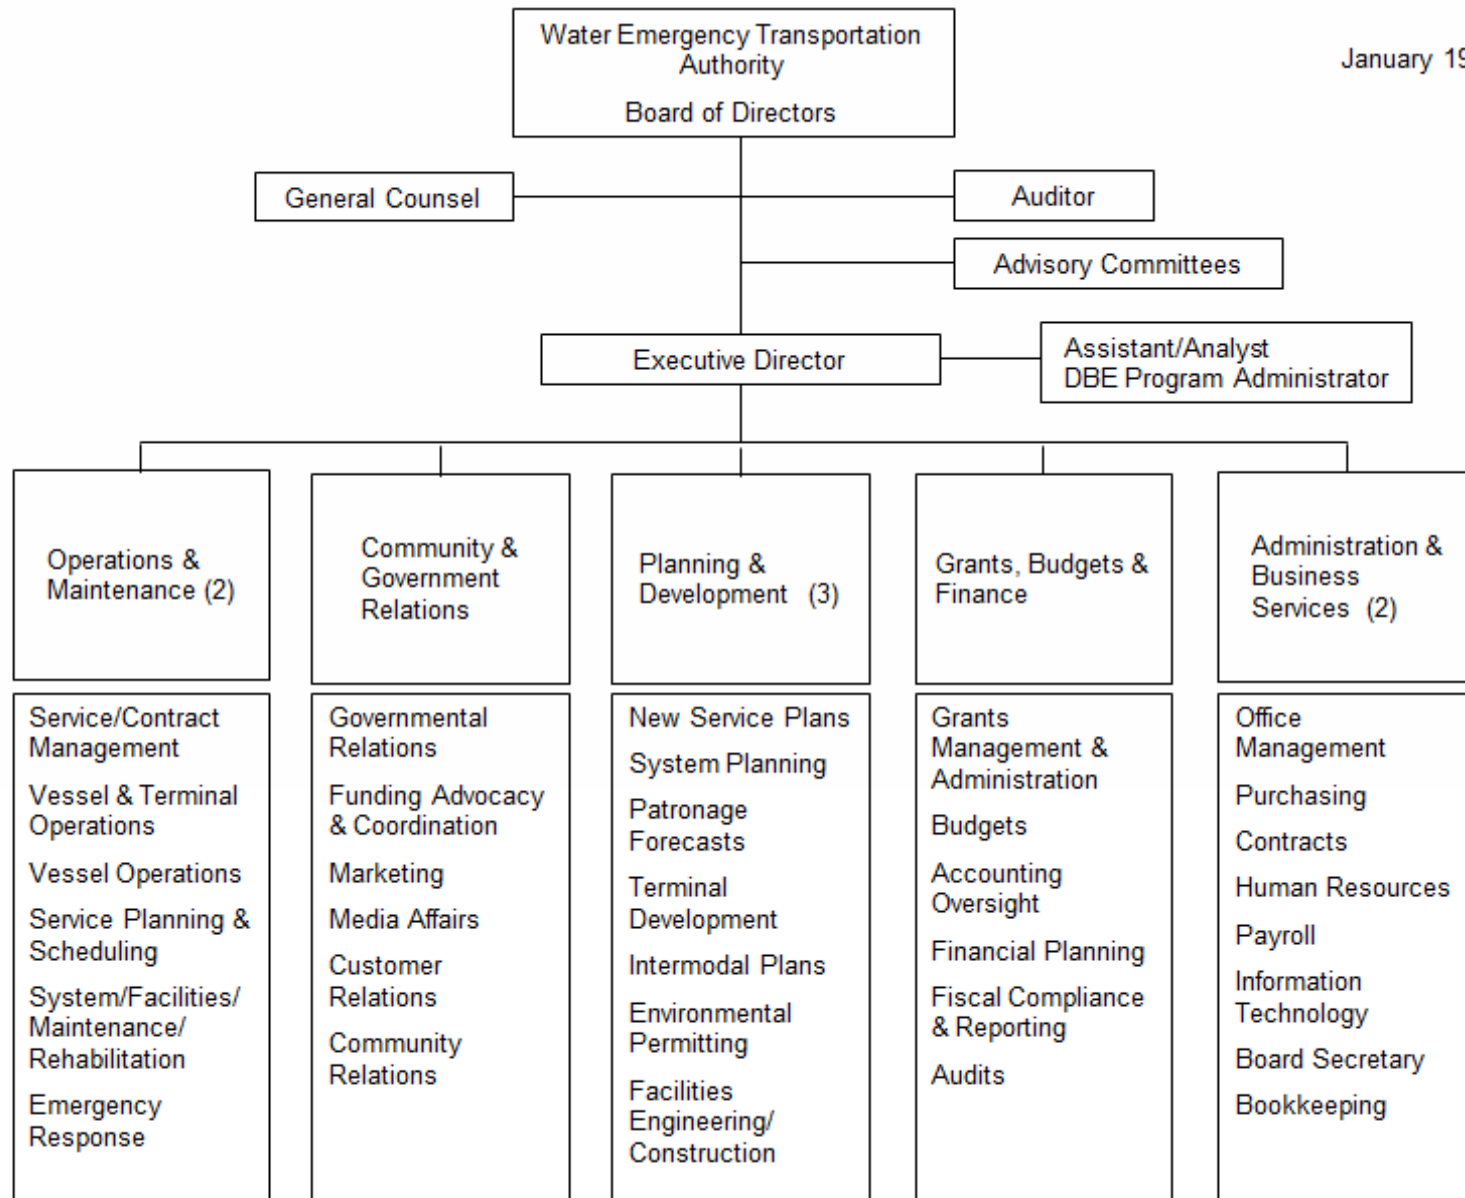 Water Emergency Transportation
Authority
Board of Directors
January 19
General Counsel
Auditor
Advisory Committees
Executive Director
Assistant/Analyst
DBE Program Administrator
Operations &
Maintenance (2)
Community &
Government
Relations
Planning &
Development (3)
Grants, Budgets &
Finance
Administration &
Business
Services (2)
Service/Contract
Management
Vessel & Terminal
Operations
Vessel Operations
Service Planning &
Scheduling
System/Facilities/
Maintenance/
Rehabilitation
Emergency
Response
Governmental
Relations
Funding Advocacy
& Coordination
Marketing
Media Affairs
Customer
Relations
Community
Relations
New Service Plans
System Planning
Patronage
Forecasts
Terminal
Development
Intermodal Plans
Environmental
Permitting
Facilities
Engineering/
Construction
Grants
Management &
Administration
Budgets
Accounting
Oversight
Financial Planning
Fiscal Compliance
& Reporting
Audits
Office
Management
Purchasing
Contracts
Human Resources
Payroll
Information
Technology
Board Secretary
Bookkeeping